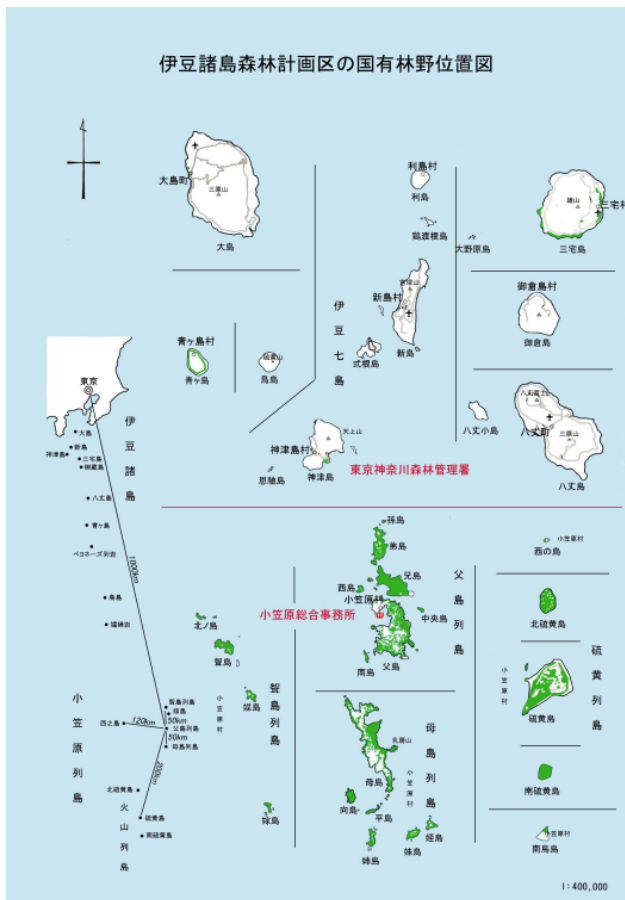 伊豆諸島森林計画区の国有林野位置図
大島町
三原山
大島
利島村
利島
鵜渡根島
大野原島
雄山
三宅村
三宅島
伊豆七島
新島村
宮塚山
新島
式根島
御倉島村
御倉島
青ヶ島村
青ヶ島
硫黄山
鳥島
八丈富士
八丈町
三原山
八丈小島
八丈島
天上山
神津島村
神津島
恩馳島
東京神奈川森林管理署
東京
伊豆諸島
大島
新島
神津島
三宅島
御蔵島
八丈島
青ヶ島
ベヨネーズ列岩
鳥島
孀婦岩
1000km
小笠原列島
聟島列島
媒島
50km
父島列島
50km
母島列島
西之島
120km
200km
北硫黄島
硫黄島
南硫黄島
火山列島
北ノ島
聟島
聟島列島
小笠原村
媒島
嫁島
孫島
弟島
兄島
西島
小笠原村
小笠原総合事務所
中央島
南島
父島
父島列島
乳房山
母島
母島列島
小笠原村
向島
平島
姉島
妹島
姪島
小笠原村
西の島
北硫黄島
硫黄列島
小笠原村
硫黄島
南硫黄島
小笠原村
南鳥島
1:400,000